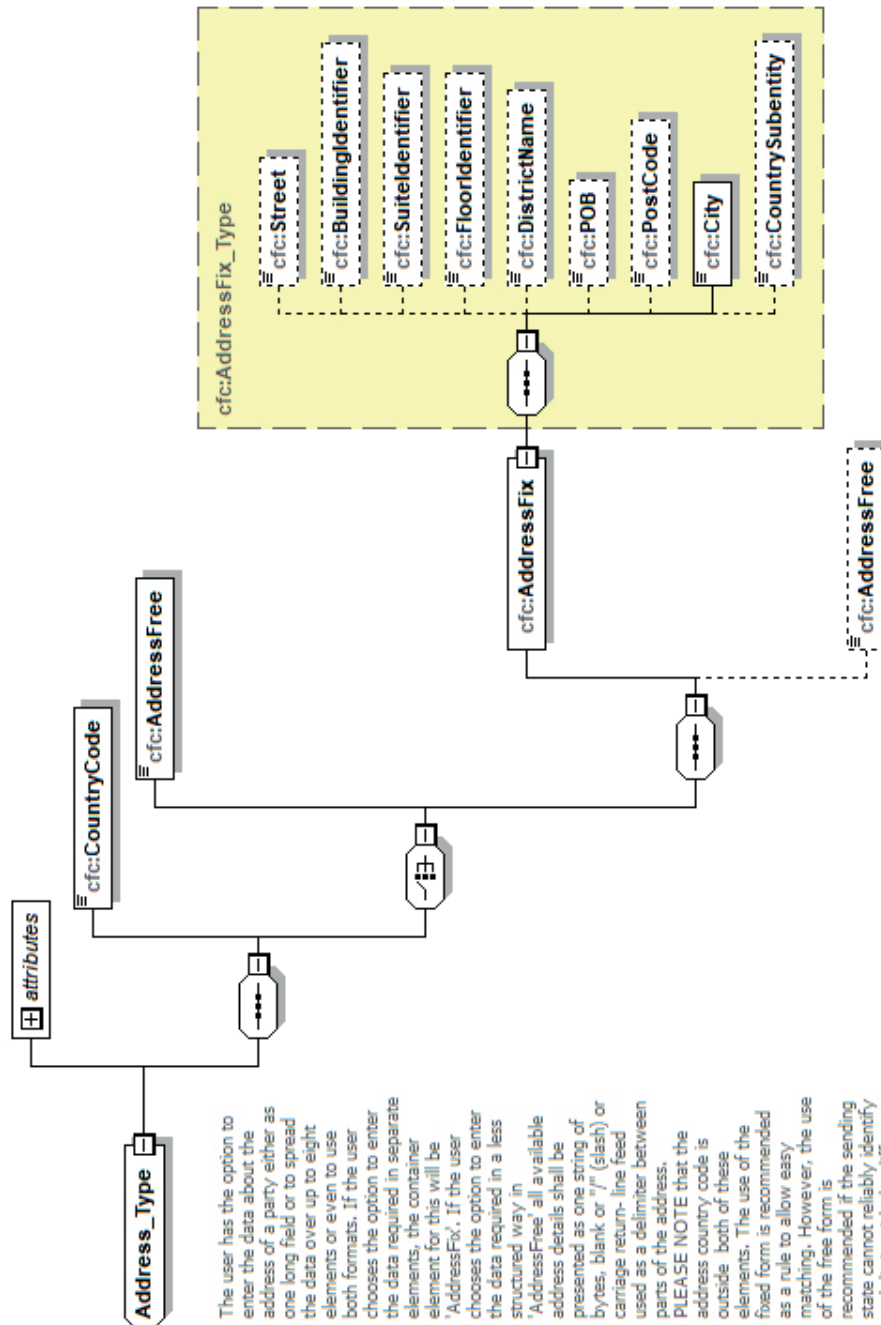 Address_Type
attributes
cfc:CountryCode
cfc:AddressFree
cfc:AddressFix
cfc:AddressFix_Type
cfc:Street
cfc:BuildingIdentifier
cfc:SuiteIdentifier
cfc:FloorIdentifier
cfc:DistrictName
cfc:POB
cfc:PostCode
cfc:City
cfc:CountrySubentity
cfc:AddressFree
The user has the option to
enter the data about the
address of a party either as
one long field or to spread
the data over up to eight
elements or even to use
both formats. If the user
chooses the option to enter
the data required in separate
elements, the container
element for this will be
'AddressFix'. If the user
chooses the option to enter
the data required in a less
structured way in
'AddressFree' all available
address details shall be
presented as one string of
bytes, blank or "/" (slash) or
carriage return- line feed
used as a delimiter between
parts of the address.
PLEASE NOTE that the
address country code is
outside both of these
elements. The use of the
fixed form is recommended
as a rule to allow easy
matching. However, the use
of the free form is
recommended if the sending
state cannot reliably identify